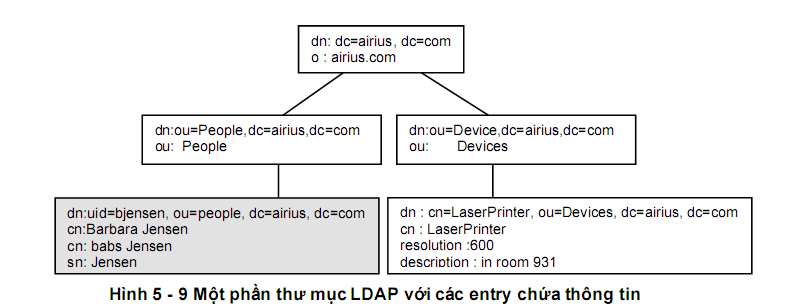 dn: dc=airius, dc=com
o : airius.com
dn:ou=People,dc=airius,dc=com
ou: People
dn:ou=Device,dc=airius,dc=com
ou: Devices
dn:uid=bjensen, ou=people, dc=airius, dc=com
cn:Barbara Jensen
cn: babs Jensen
sn: Jensen
dn : cn=LaserPrinter, ou=Devices, dc=airius, dc=com
cn : LaserPrinter
resolution :600
description : in room 931
Hình 5 - 9 Một phần thư mục LDAP với các entry chứa thông tin